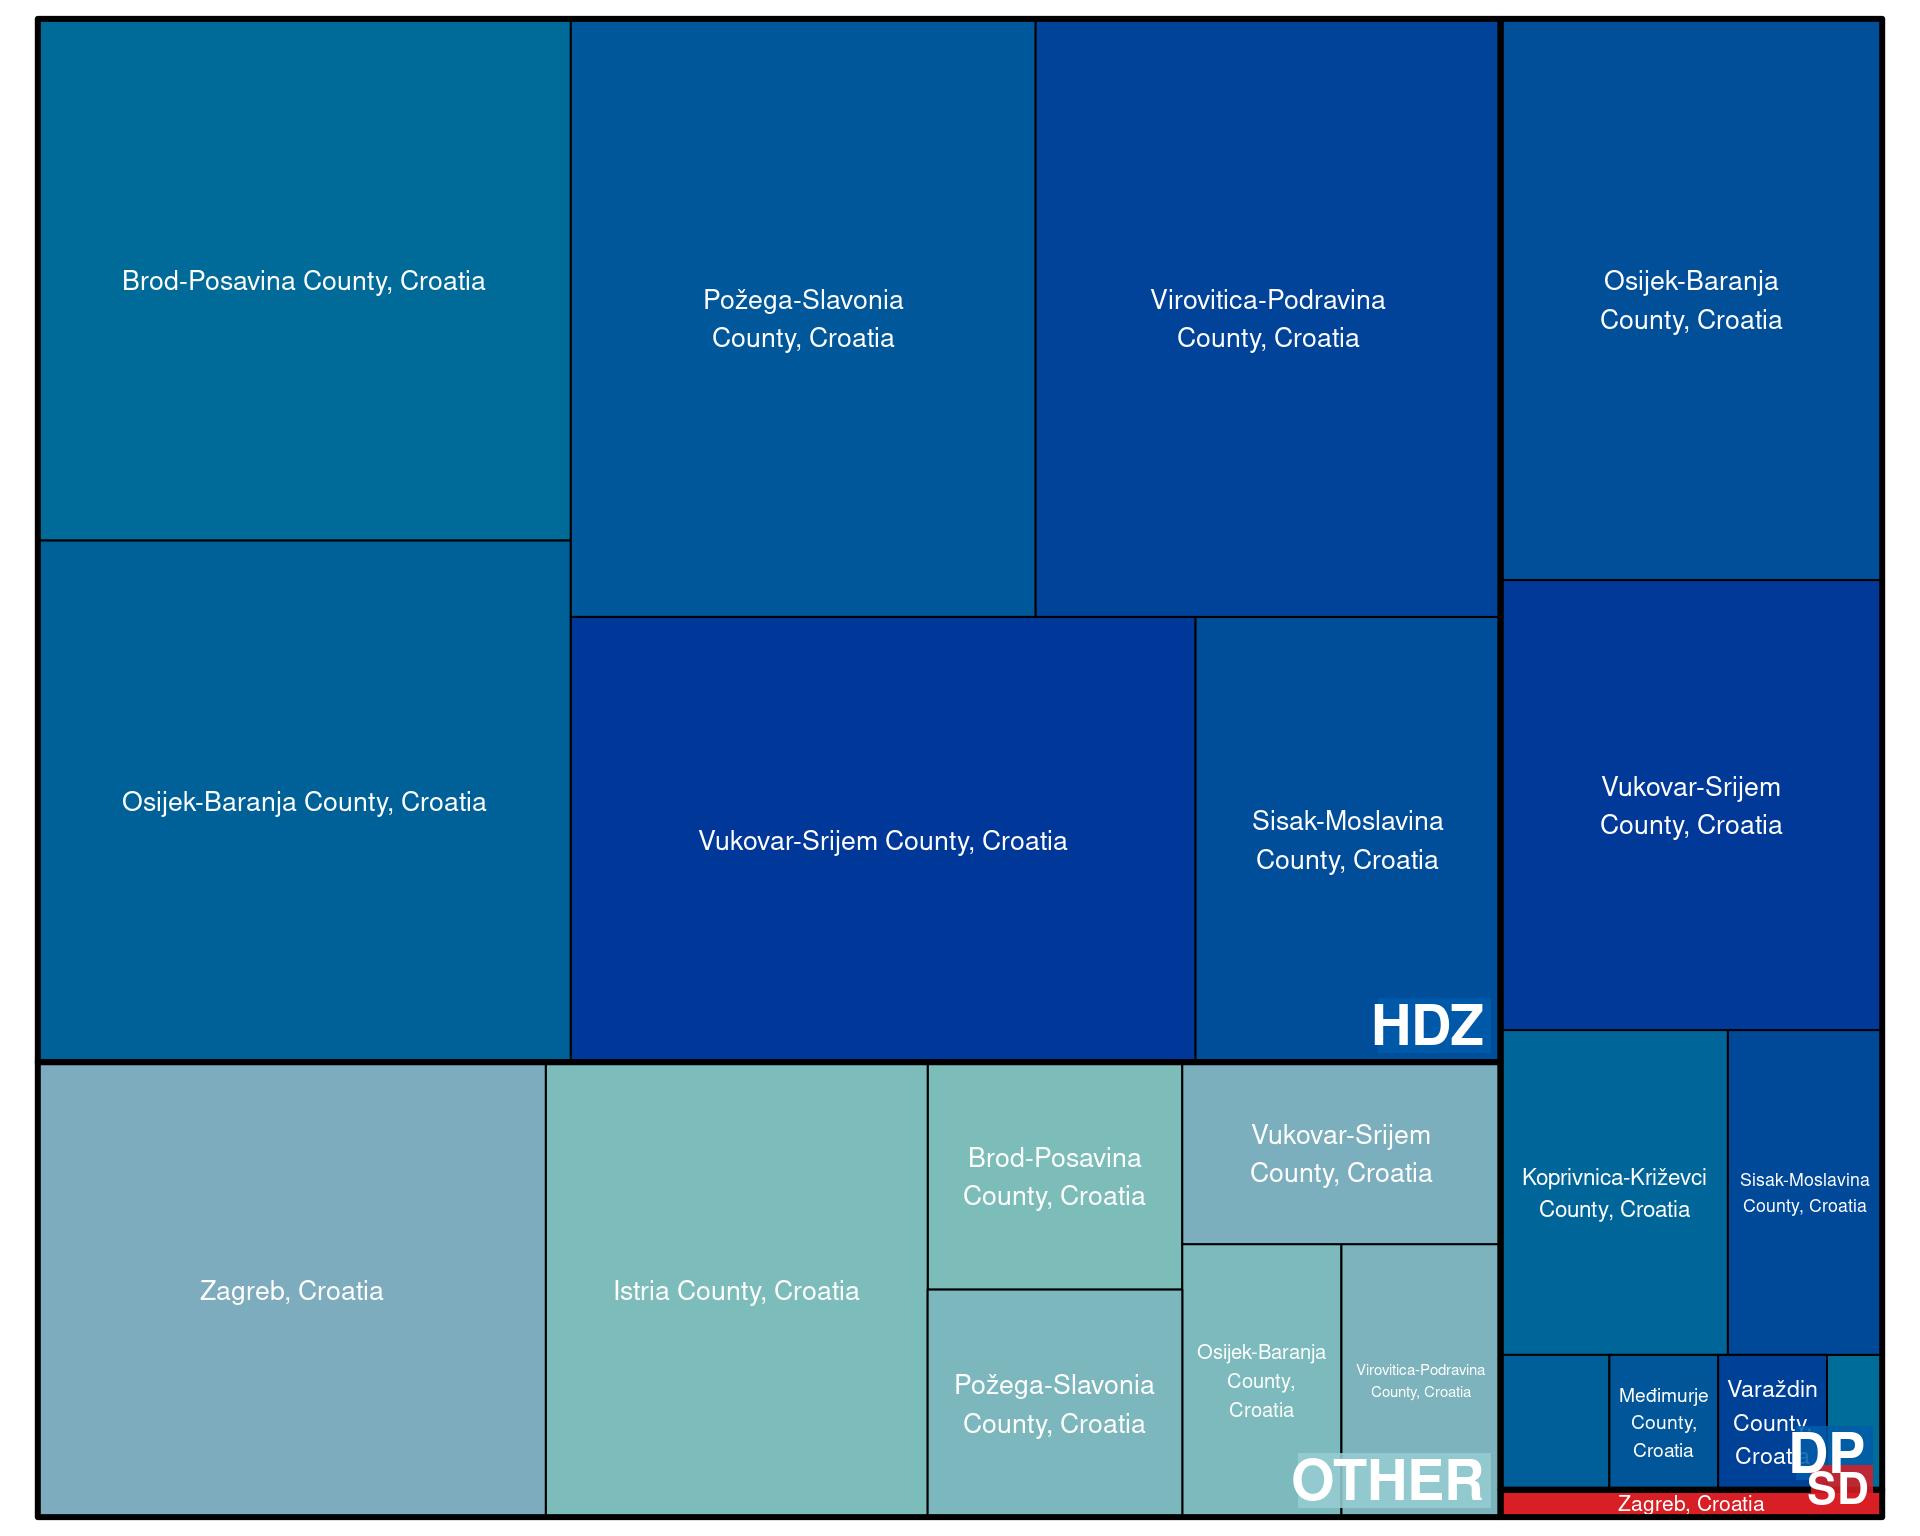 Brod-Posavina County, Croatia
Požega-Slavonia
County, Croatia
Virovitica-Podravina
County, Croatia
Osijek-Baranja
County, Croatia
Osijek-Baranja County, Croatia
Vukovar-Srijem County, Croatia
Sisak-Moslavina
County, Croatia
HDZ
Vukovar-Srijem
County, Croatia
Zagreb, Croatia
Istria County, Croatia
Brod-Posavina
County, Croatia
Požega-Slavonia
County, Croatia
Vukovar-Srijem
County, Croatia
Osijek-Baranja
County,
Croatia
Virovitica-Podravina
County, Croatia
OTHER
Koprivnica-Križevci
County, Croatia
Sisak-Moslavina
County, Croatia
Međimurje
County,
Croatia
Varaždin
County,
Croatia
DP
SD
Zagreb, Croatia